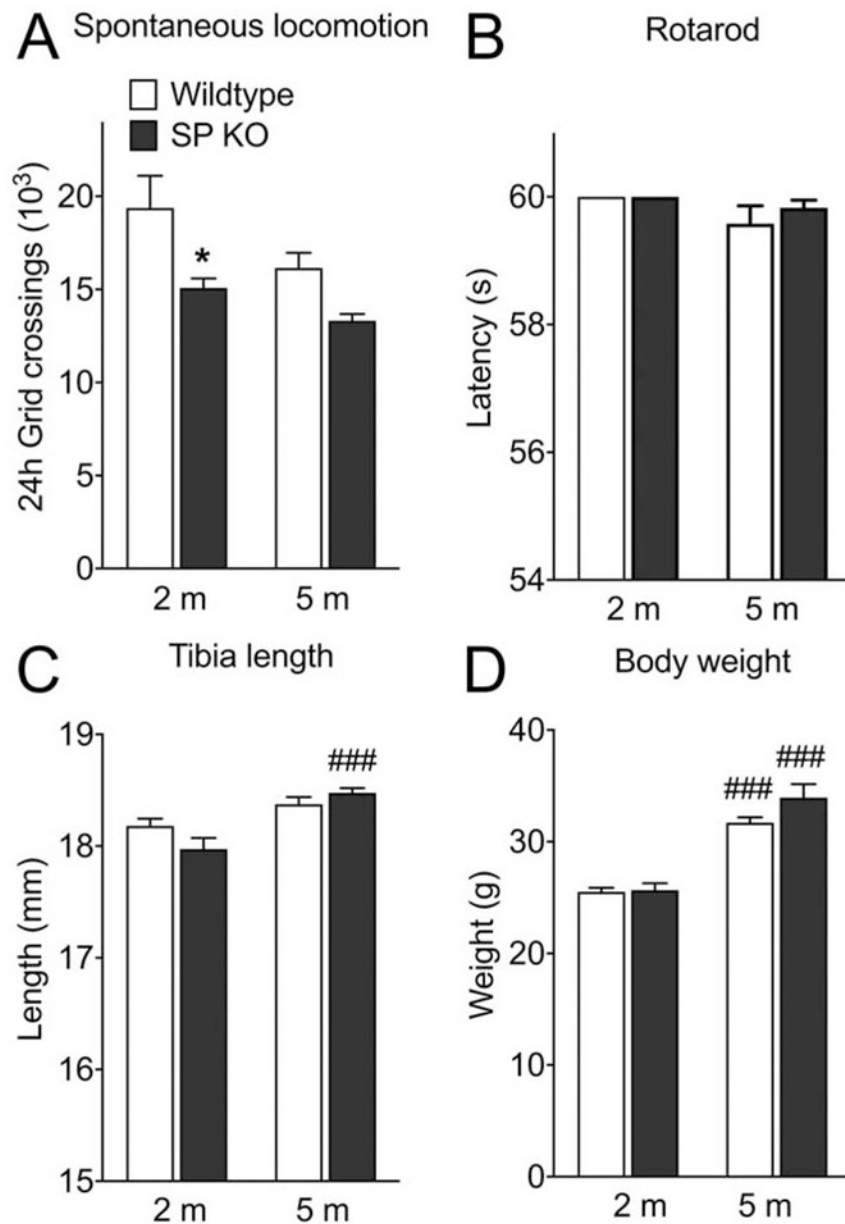 A Spontaneous locomotion
Wildtype
SP KO
24h Grid crossings (10³)
20
15
10
5
0
*
2 m 5 m
B Rotarod
Latency (s)
60
58
56
54
2 m 5 m
C Tibia length
Length (mm)
19
18
17
16
15
###
2 m 5 m
D Body weight
Weight (g)
40
30
20
10
0
###
###
2 m 5 m